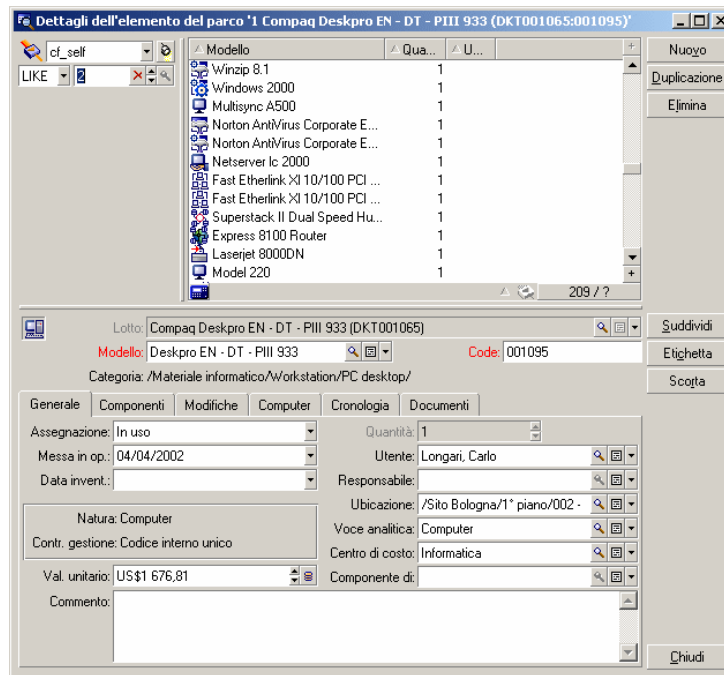 Dettagli dell'elemento del parco '1 Compaq Deskpro EN - DT - PIII 933 (DKT001065:001095)'
cf_self
LIKE 2
Modello Qua... U...
Winzip 8.1 1
Windows 2000 1
Multisync A500 1
Norton AntiVirus Corporate E... 1
Norton AntiVirus Corporate E... 1
Netserver lc 2000 1
Fast Etherlink XI 10/100 PCI ... 1
Fast Etherlink XI 10/100 PCI ... 1
Superstack II Dual Speed Hu... 1
Express 8100 Router 1
Laserjet 8000DN 1
Model 220 1
209 / ?
Nuovo
Duplicazione
Elimina
Lotto: Compaq Deskpro EN - DT - PIII 933 (DKT001065)
Modello: Deskpro EN - DT - PIII 933 Code: 001095
Categoria: /Materiale informatico/Workstation/PC desktop/
Suddividi
Etichetta
Scorta
Generale Componenti Modifiche Computer Cronologia Documenti
Assegnazione: In uso Quantità: 1
Messa in op.: 04/04/2002 Utente: Longari, Carlo
Data invent.: Responsabile:
Ubicazione: /Sito Bologna/1° piano/002 -
Natura: Computer Voce analitica: Computer
Contr. gestione: Codice interno unico Centro di costo: Informatica
Val. unitario: US$1 676,81 Componente di:
Commento:
Chiudi